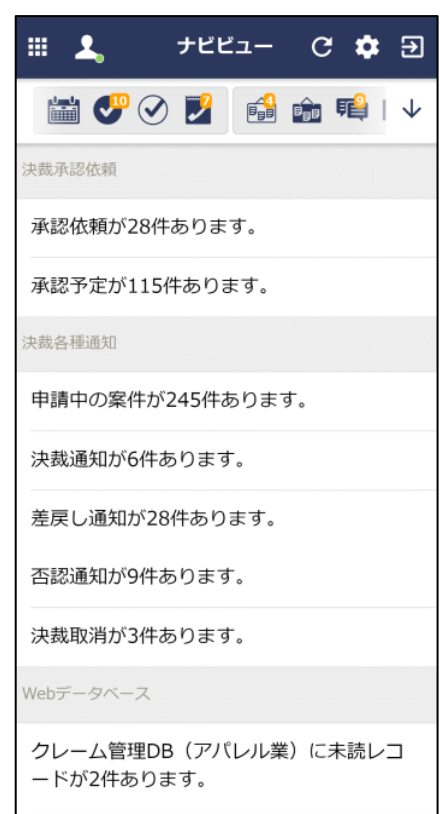 ナビビュー
10
7
4
9
決裁承認依頼
承認依頼が28件あります。
承認予定が115件あります。
決裁各種通知
申請中の案件が245件あります。
決裁通知が6件あります。
差戻し通知が28件あります。
否認通知が9件あります。
決裁取消が3件あります。
Webデータベース
クレーム管理DB（アパレル業）に未読レコ
ードが2件あります。